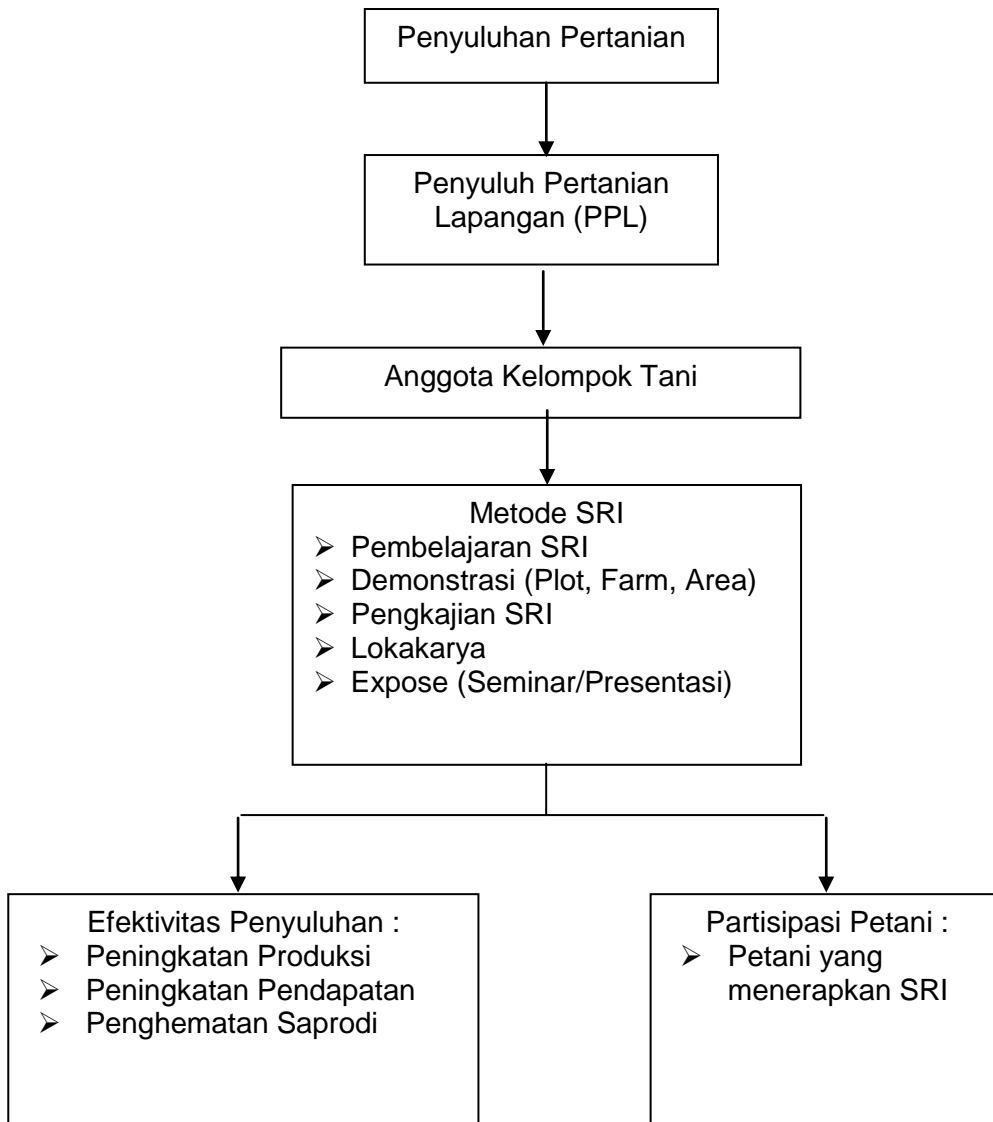 Penyuluhan Pertanian
Penyuluh Pertanian
Lapangan (PPL)
Anggota Kelompok Tani
Metode SRI
➢ Pembelajaran SRI
➢ Demonstrasi (Plot, Farm, Area)
➢ Pengkajian SRI
➢ Lokakarya
➢ Expose (Seminar/Presentasi)
Efektivitas Penyuluhan :
➢ Peningkatan Produksi
➢ Peningkatan Pendapatan
➢ Penghematan Saprodi
Partisipasi Petani :
➢ Petani yang
menerapkan SRI